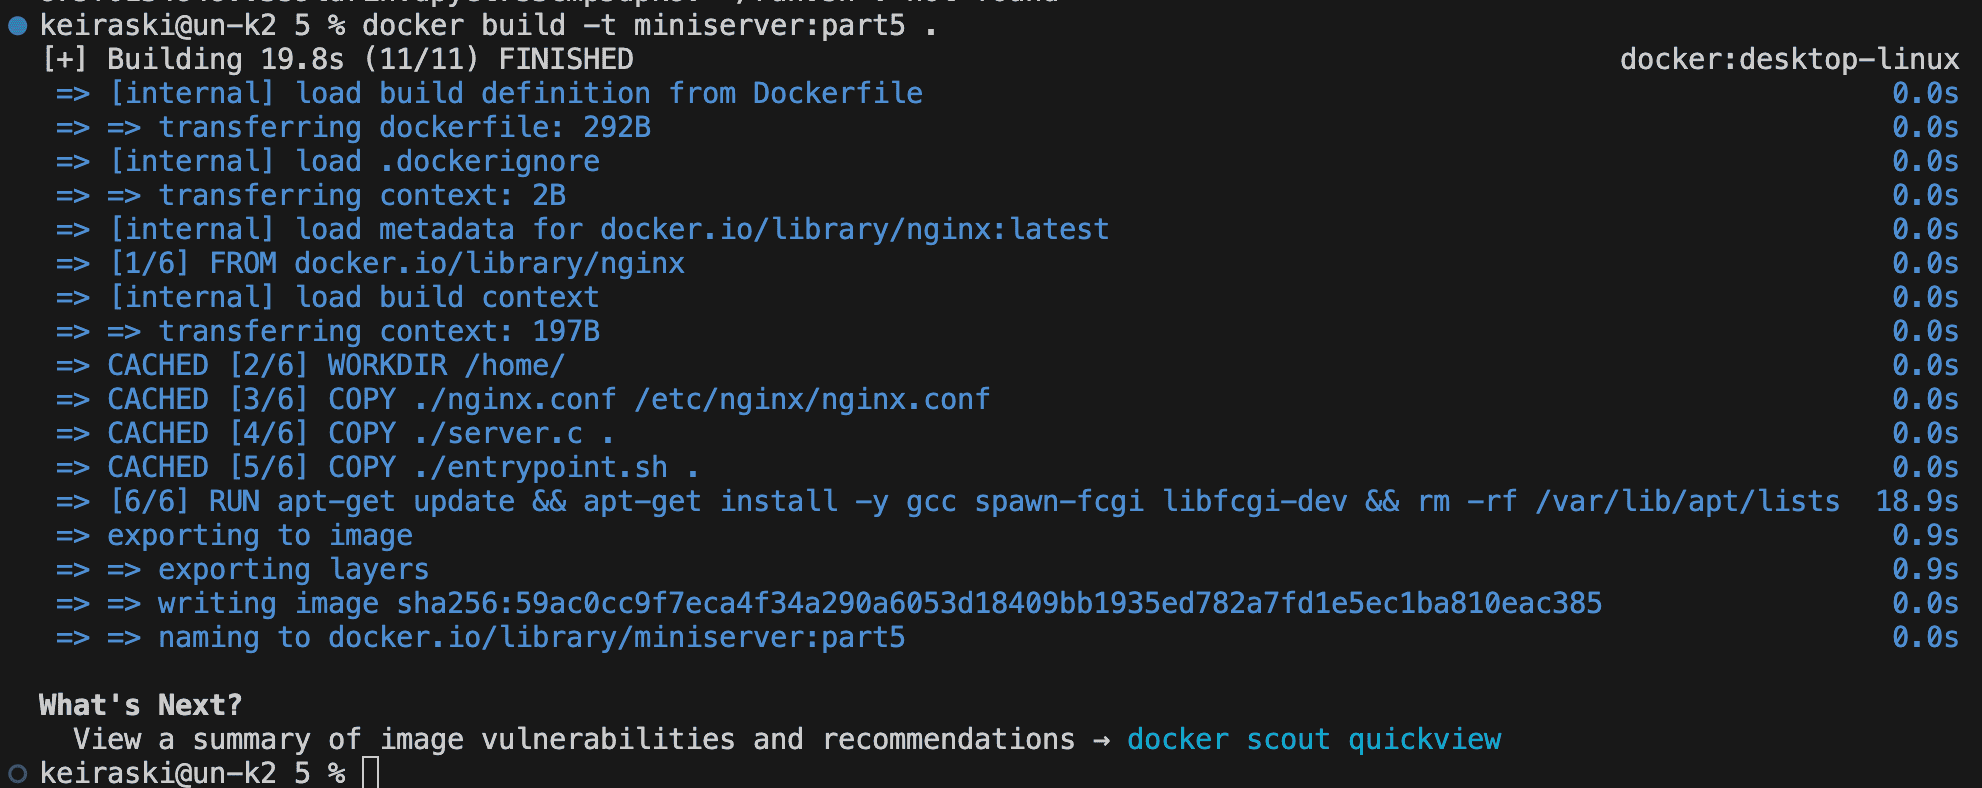 keiraski@un-k2 5 % docker build -t miniserver:part5 .
[+] Building 19.8s (11/11) FINISHED docker:desktop-linux
=> [internal] load build definition from Dockerfile 0.0s
=> => transferring dockerfile: 292B 0.0s
=> [internal] load .dockerignore 0.0s
=> => transferring context: 2B 0.0s
=> [internal] load metadata for docker.io/library/nginx:latest 0.0s
=> [1/6] FROM docker.io/library/nginx 0.0s
=> [internal] load build context 0.0s
=> => transferring context: 197B 0.0s
=> CACHED [2/6] WORKDIR /home/ 0.0s
=> CACHED [3/6] COPY ./nginx.conf /etc/nginx/nginx.conf 0.0s
=> CACHED [4/6] COPY ./server.c . 0.0s
=> CACHED [5/6] COPY ./entrypoint.sh . 0.0s
=> [6/6] RUN apt-get update && apt-get install -y gcc spawn-fcgi libfcgi-dev && rm -rf /var/lib/apt/lists 18.9s
=> exporting to image 0.9s
=> => exporting layers 0.9s
=> => writing image sha256:59ac0cc9f7eca4f34a290a6053d18409bb1935ed782a7fd1e5ec1ba810eac385 0.0s
=> => naming to docker.io/library/miniserver:part5 0.0s
What's Next?
View a summary of image vulnerabilities and recommendations → docker scout quickview
keiraski@un-k2 5 %